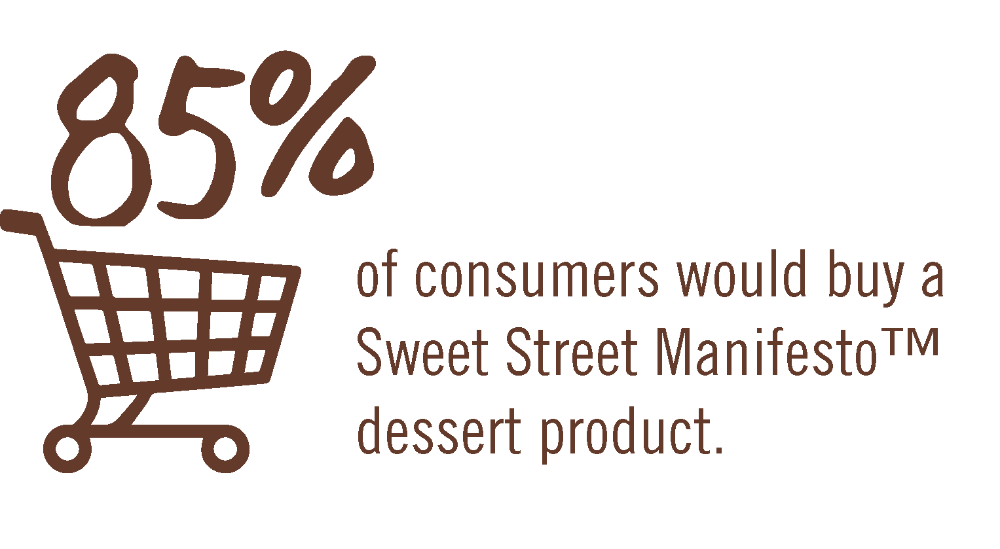 85%
of consumers would buy a
Sweet Street Manifesto™
dessert product.